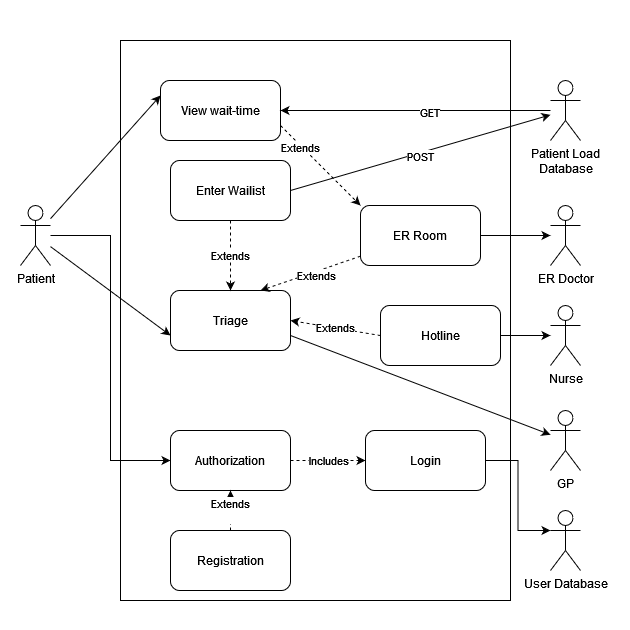 View wait-time
GET
Extends
Patient Load
Database
POST
Enter Wailist
ER Room
Extends
Extends
Patient
ER Doctor
Triage
Extends
Hotline
Nurse
Authorization
Includes
Login
GP
Extends
Registration
User Database